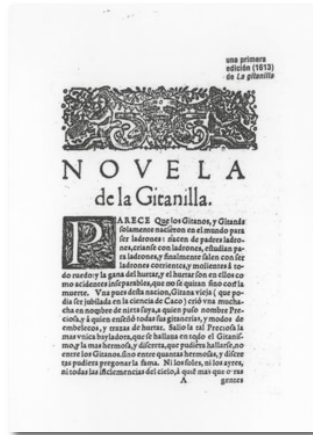 una primera
edición (1613)
de La gitanilla
NOVELA
de la Gitanilla.
PARECE Que los Gitanos, y Gitanas
solamente nacieron en el mundo para
ser ladrones: nacen de padres ladro-
nes, crianse con ladrones, estudian pa-
ra ladrones, y finalmente salen con ser
ladrones corrientes, y molientes à to-
do ruedo: y la gana del hurtar, y el hurtar son en ellos co
mo acidentes inseparables, que no se quitan sino con la
muerte. Vna pues desta nacion, Gitana vieja (que po-
dia ser jubilada en la ciencia de Caco) crió vna mucha-
cha en nombre de nieta suya, a quien puso nombre Pre-
ciosa, y à quien enseñò todas sus gitanerias, y modos de
embelecos, y trazas de hurtar. Salio la tal Preciosa la
mas vnica bayladora, que se hallaua en todo el Gitanis-
mo, y la mas hermosa, y discreta, que pudiera hallarse, no
entre los Gitanos, sino entre quantas hermosas, y discre
tas pudiera pregonar la fama. Ni los soles, ni los ayres,
ni todas las inclemencias del cielo, à quiē mas que otras
A gentes